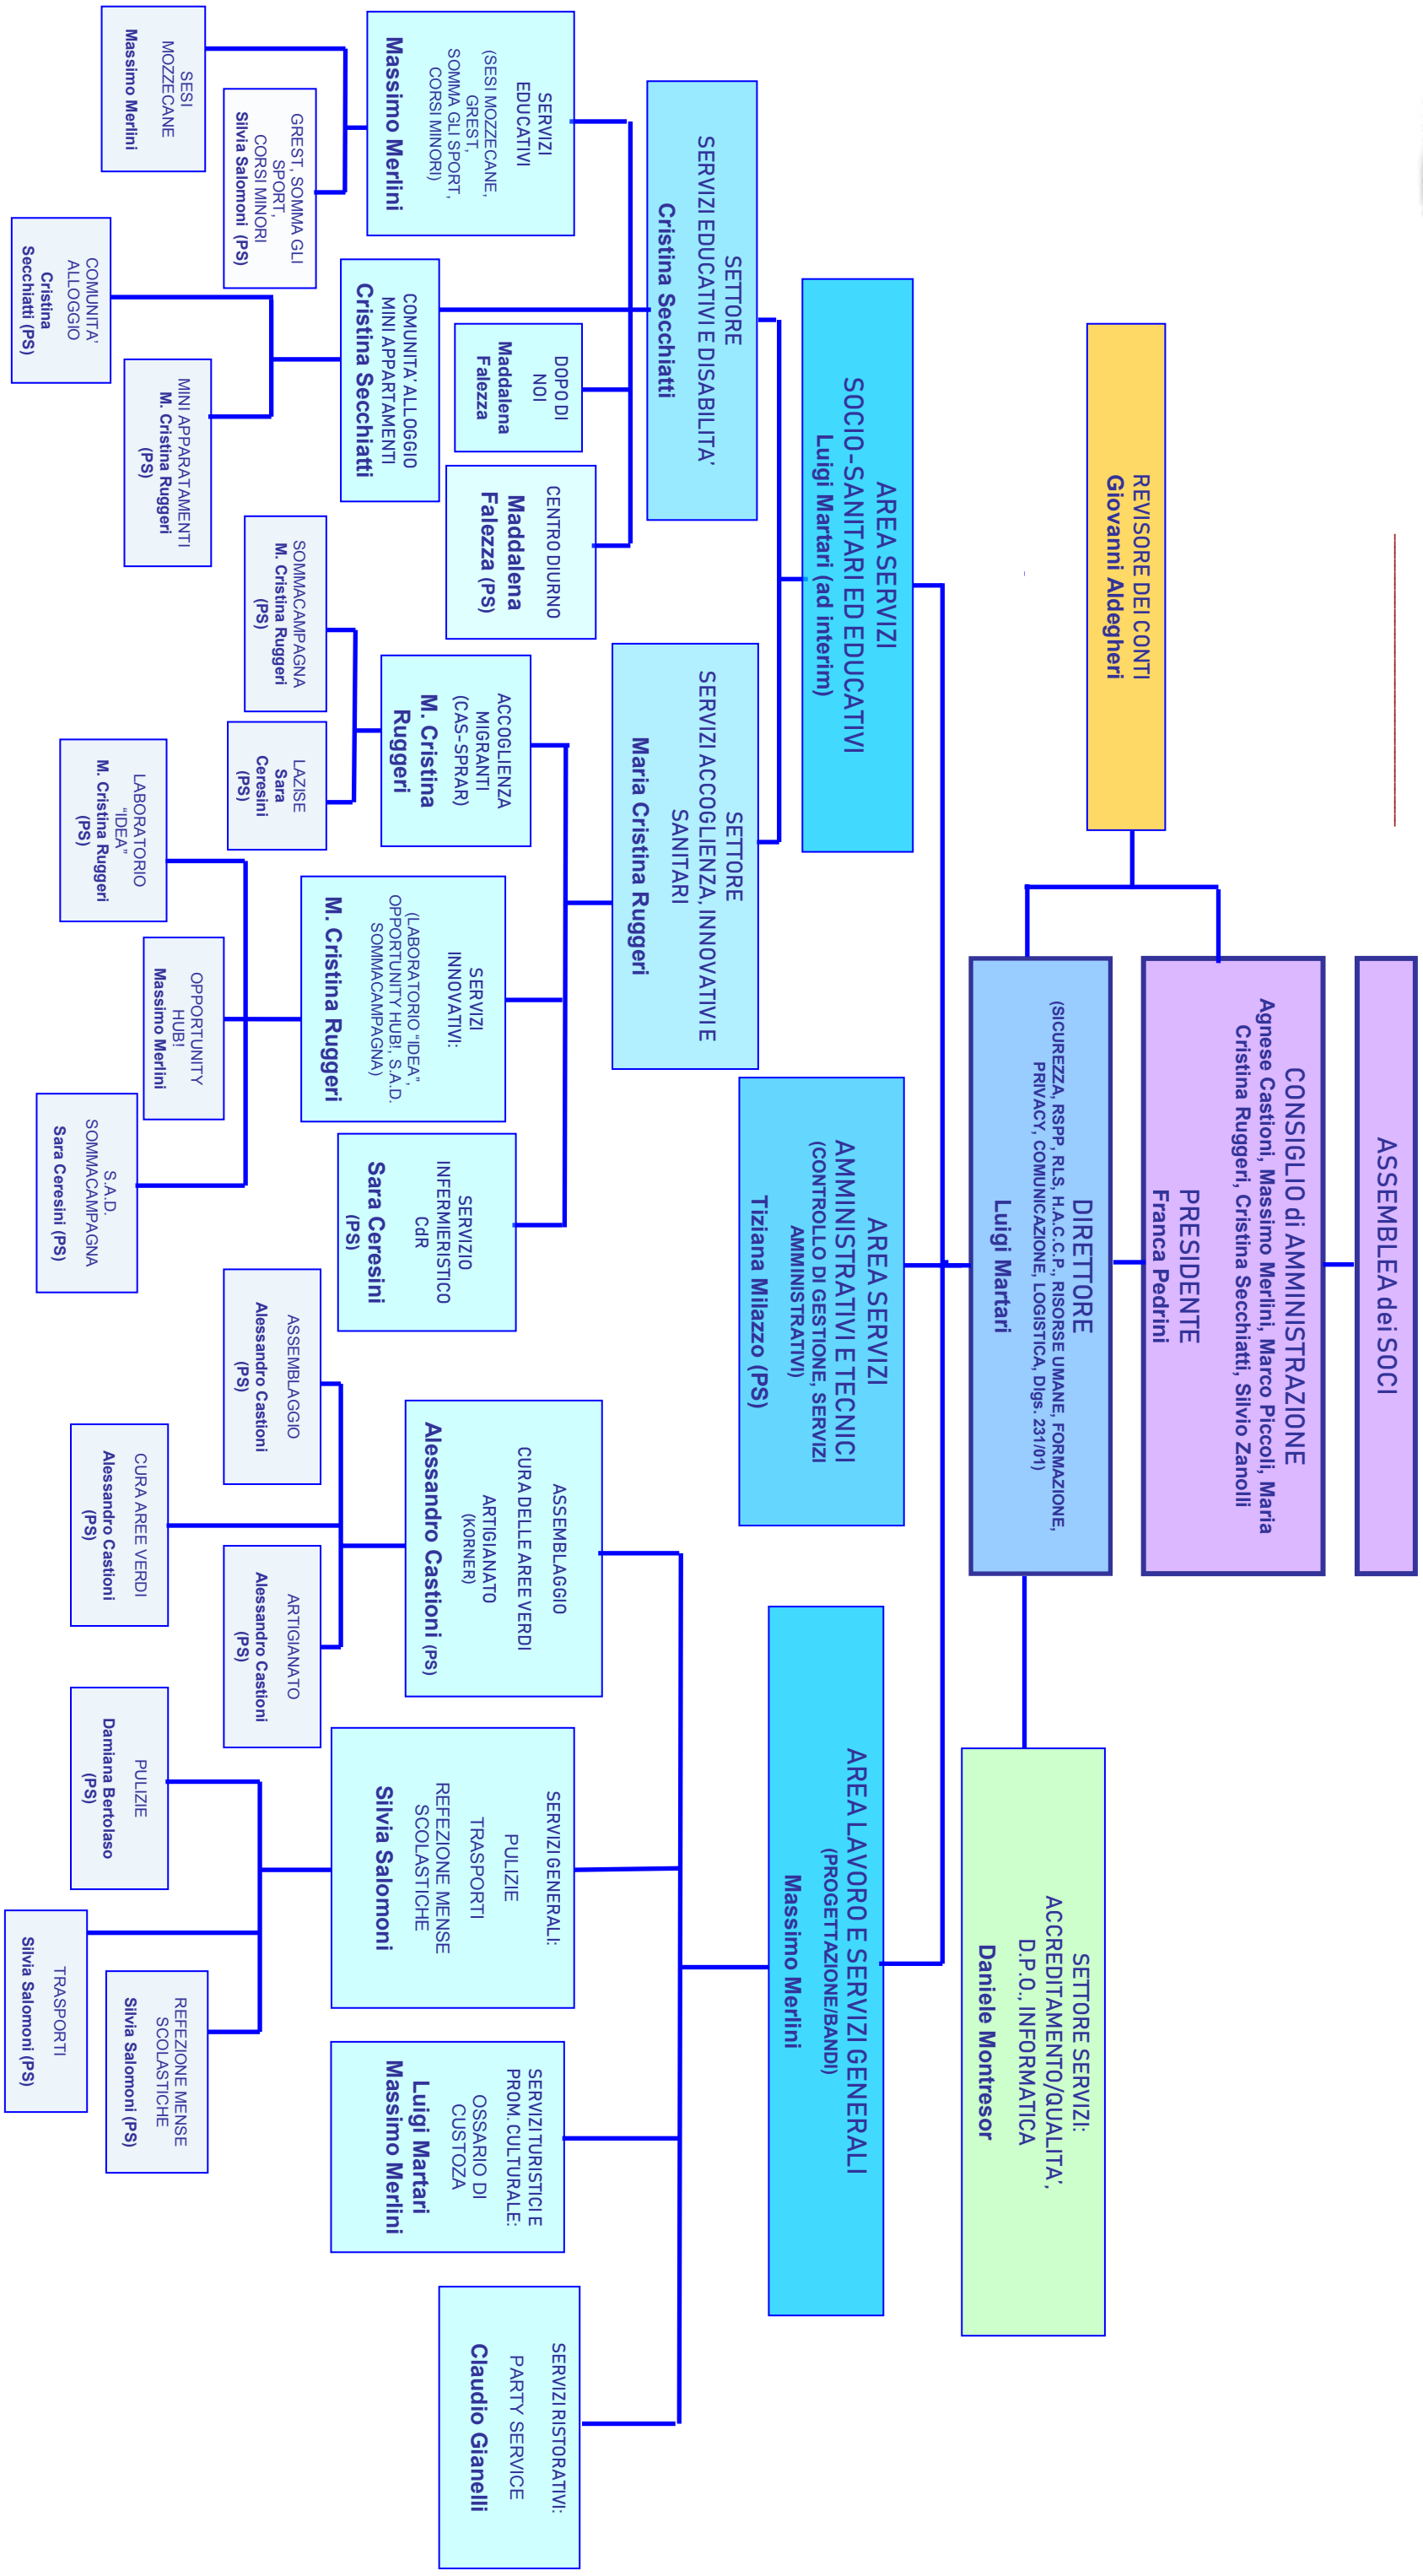 ASSEMBLEA dei SOCI
CONSIGLIO di AMMINISTRAZIONE
Agnese Castioni, Massimo Merlini, Marco Piccoli, Maria
Cristina Ruggeri, Cristina Secchiatti, Silvio Zanolli
PRESIDENTE
Franca Pedrini
REVISORE DEI CONTI
Giovanni Aldegheri
DIRETTORE
(SICUREZZA, RSPP, RLS, H.A.C.C.P., RISORSE UMANE, FORMAZIONE,
PRIVACY, COMUNICAZIONE, LOGISTICA, Dlgs. 231/01)
Luigi Martari
SETTORE SERVIZI:
ACCREDITAMENTO/QUALITA’,
D.P.O., INFORMATICA
Daniele Montresor
AREA SERVIZI
SOCIO-SANITARI ED EDUCATIVI
Luigi Martari (ad interim)
AREA SERVIZI
AMMINISTRATIVI E TECNICI
(CONTROLLO DI GESTIONE, SERVIZI
AMMINISTRATIVI)
Tiziana Milazzo (PS)
AREA LAVORO E SERVIZI GENERALI
(PROGETTAZIONE/BANDI)
Massimo Merlini
SETTORE
SERVIZI EDUCATIVI E DISABILITA’
Cristina Secchiatti
SETTORE
SERVIZI ACCOGLIENZA, INNOVATIVI E
SANITARI
Maria Cristina Ruggeri
SERVIZI
EDUCATIVI
(SESI MOZZECANE,
GREST,
SOMMA GLI SPORT,
CORSI MINORI)
Massimo Merlini
COMUNITA’ ALLOGGIO
MINI APPARTAMENTI
Cristina Secchiatti
DOPO DI
NOI
Maddalena
Falezza
CENTRO DIURNO
Maddalena
Falezza (PS)
ACCOGLIENZA
MIGRANTI
(CAS-SPRAR)
M. Cristina
Ruggeri
SERVIZI
INNOVATIVI:
(LABORATORIO “IDEA”,
OPPORTUNITY HUB!, S.A.D.
SOMMACAMPAGNA)
M. Cristina Ruggeri
SERVIZIO
INFERMIERISTICO
CdR
Sara Ceresini
(PS)
ASSEMBLAGGIO
CURA DELLE AREE VERDI
ARTIGIANATO
(KORNER)
Alessandro Castioni (PS)
SERVIZI GENERALI:
PULIZIE
TRASPORTI
REFEZIONE MENSE
SCOLASTICHE
Silvia Salomoni
SERVIZI TURISTICI E
PROM. CULTURALE:
OSSARIO DI
CUSTOZA
Luigi Martari
Massimo Merlini
SERVIZI RISTORATIVI:
PARTY SERVICE
Claudio Gianelli
SESI
MOZZECANE
Massimo Merlini
GREST, SOMMA GLI
SPORT,
CORSI MINORI
Silvia Salomoni (PS)
COMUNITA’
ALLOGGIO
Cristina
Secchiatti (PS)
MINI APPARATAMENTI
M. Cristina Ruggeri
(PS)
SOMMACAMPAGNA
M. Cristina Ruggeri
(PS)
LAZISE
Sara
Ceresini
(PS)
LABORATORIO
“IDEA”
M. Cristina Ruggeri
(PS)
OPPORTUNITY
HUB!
Massimo Merlini
S.A.D.
SOMMACAMPAGNA
Sara Ceresini (PS)
ASSEMBLAGGIO
Alessandro Castioni
(PS)
CURA AREE VERDI
Alessandro Castioni
(PS)
ARTIGIANATO
Alessandro Castioni
(PS)
PULIZIE
Damiana Bertolaso
(PS)
TRASPORTI
Silvia Salomoni (PS)
REFEZIONE MENSE
SCOLASTICHE
Silvia Salomoni (PS)